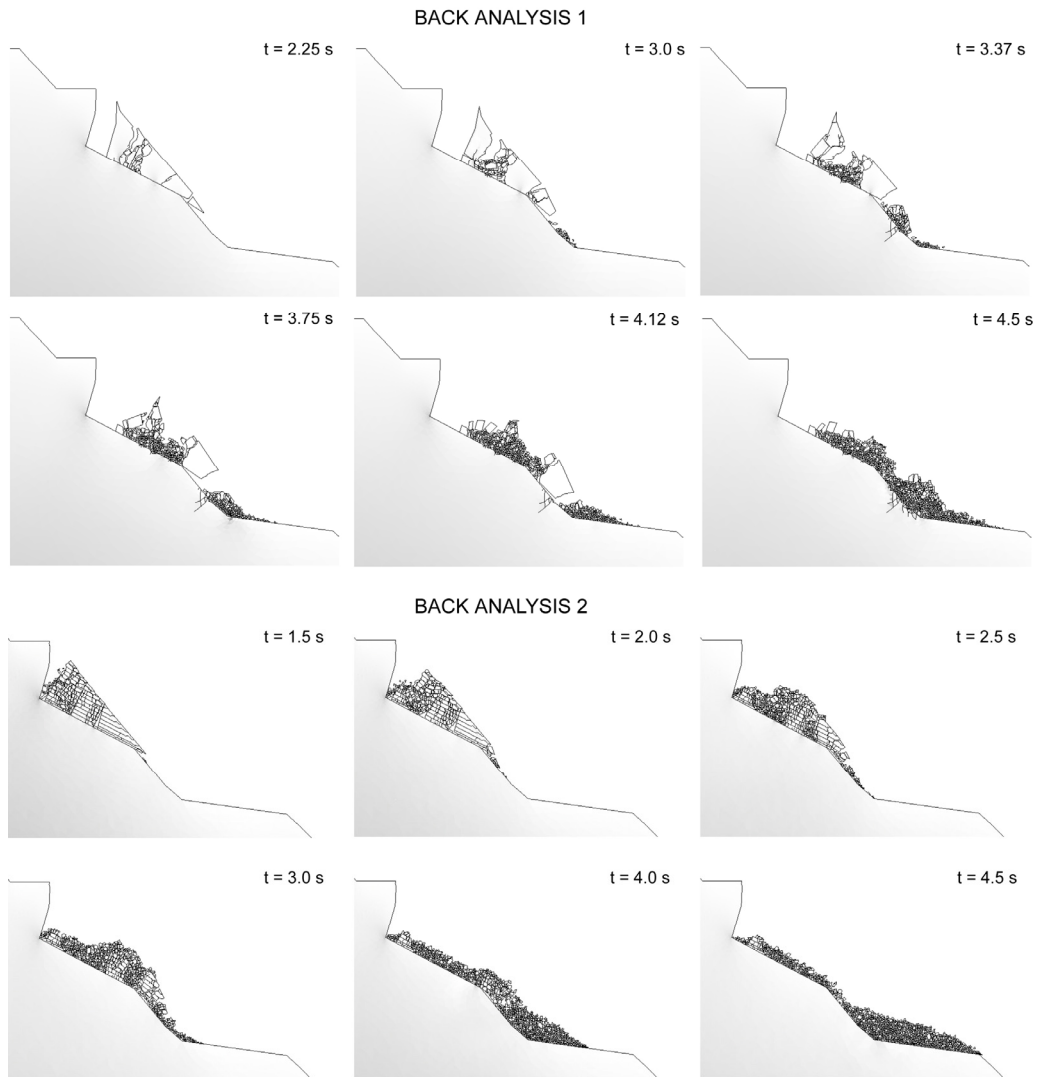 BACK ANALYSIS 1
t = 2.25 s
t = 3.0 s
t = 3.37 s
t = 3.75 s
t = 4.12 s
t = 4.5 s
BACK ANALYSIS 2
t = 1.5 s
t = 2.0 s
t = 2.5 s
t = 3.0 s
t = 4.0 s
t = 4.5 s